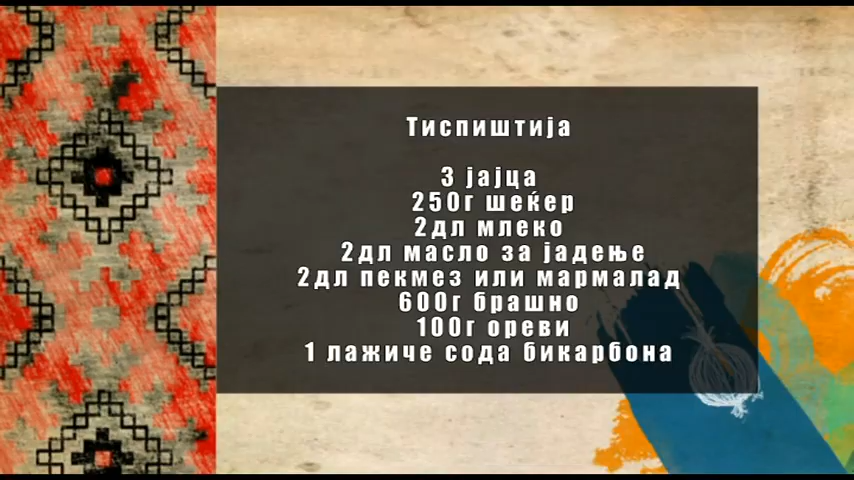 Тиспиштија
3 јајца
250г шеќер
2дл млеко
2дл масло за јадење
2дл пекмез или мармалад
600г брашно
100г ореви
1 лажиче сода бикарбона